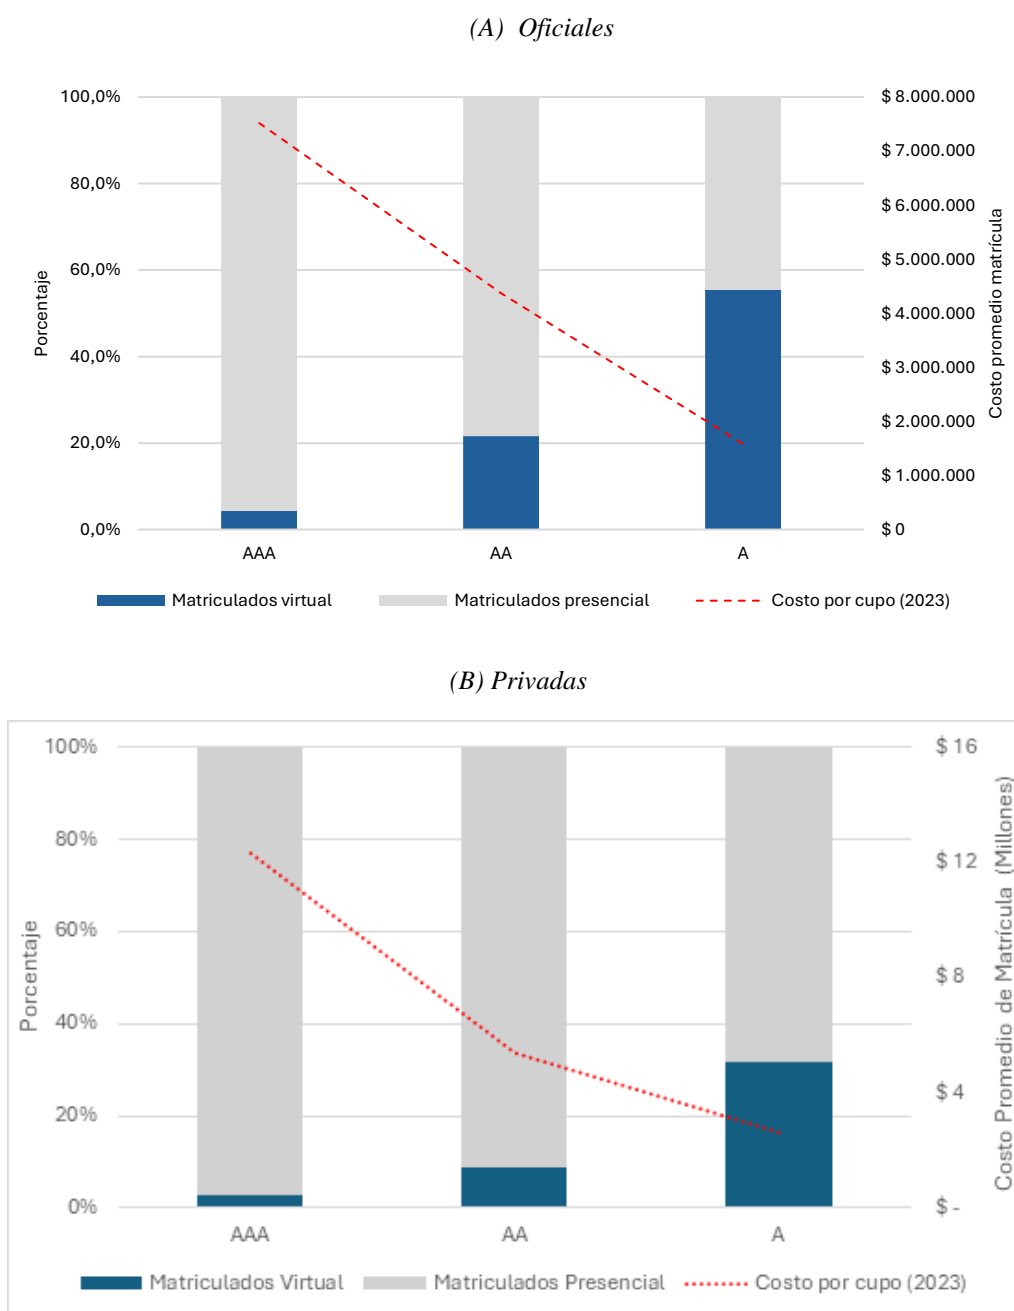 (A) Oficiales
100,0%
80,0%
60,0%
40,0%
20,0%
0,0%
Porcentaje
$ 8.000.000
$ 7.000.000
$ 6.000.000
$ 5.000.000
$ 4.000.000
$ 3.000.000
$ 2.000.000
$ 1.000.000
$ 0
Costo promedio matrícula
AAA AA A
Matriculados virtual Matriculados presencial Costo por cupo (2023)
(B) Privadas
100%
80%
60%
40%
20%
0%
Porcentaje
$ 16
$ 12
$ 8
$ 4
$ -
Costo Promedio de Matrícula (Millones)
AAA AA A
Matriculados Virtual Matriculados Presencial Costo por cupo (2023)